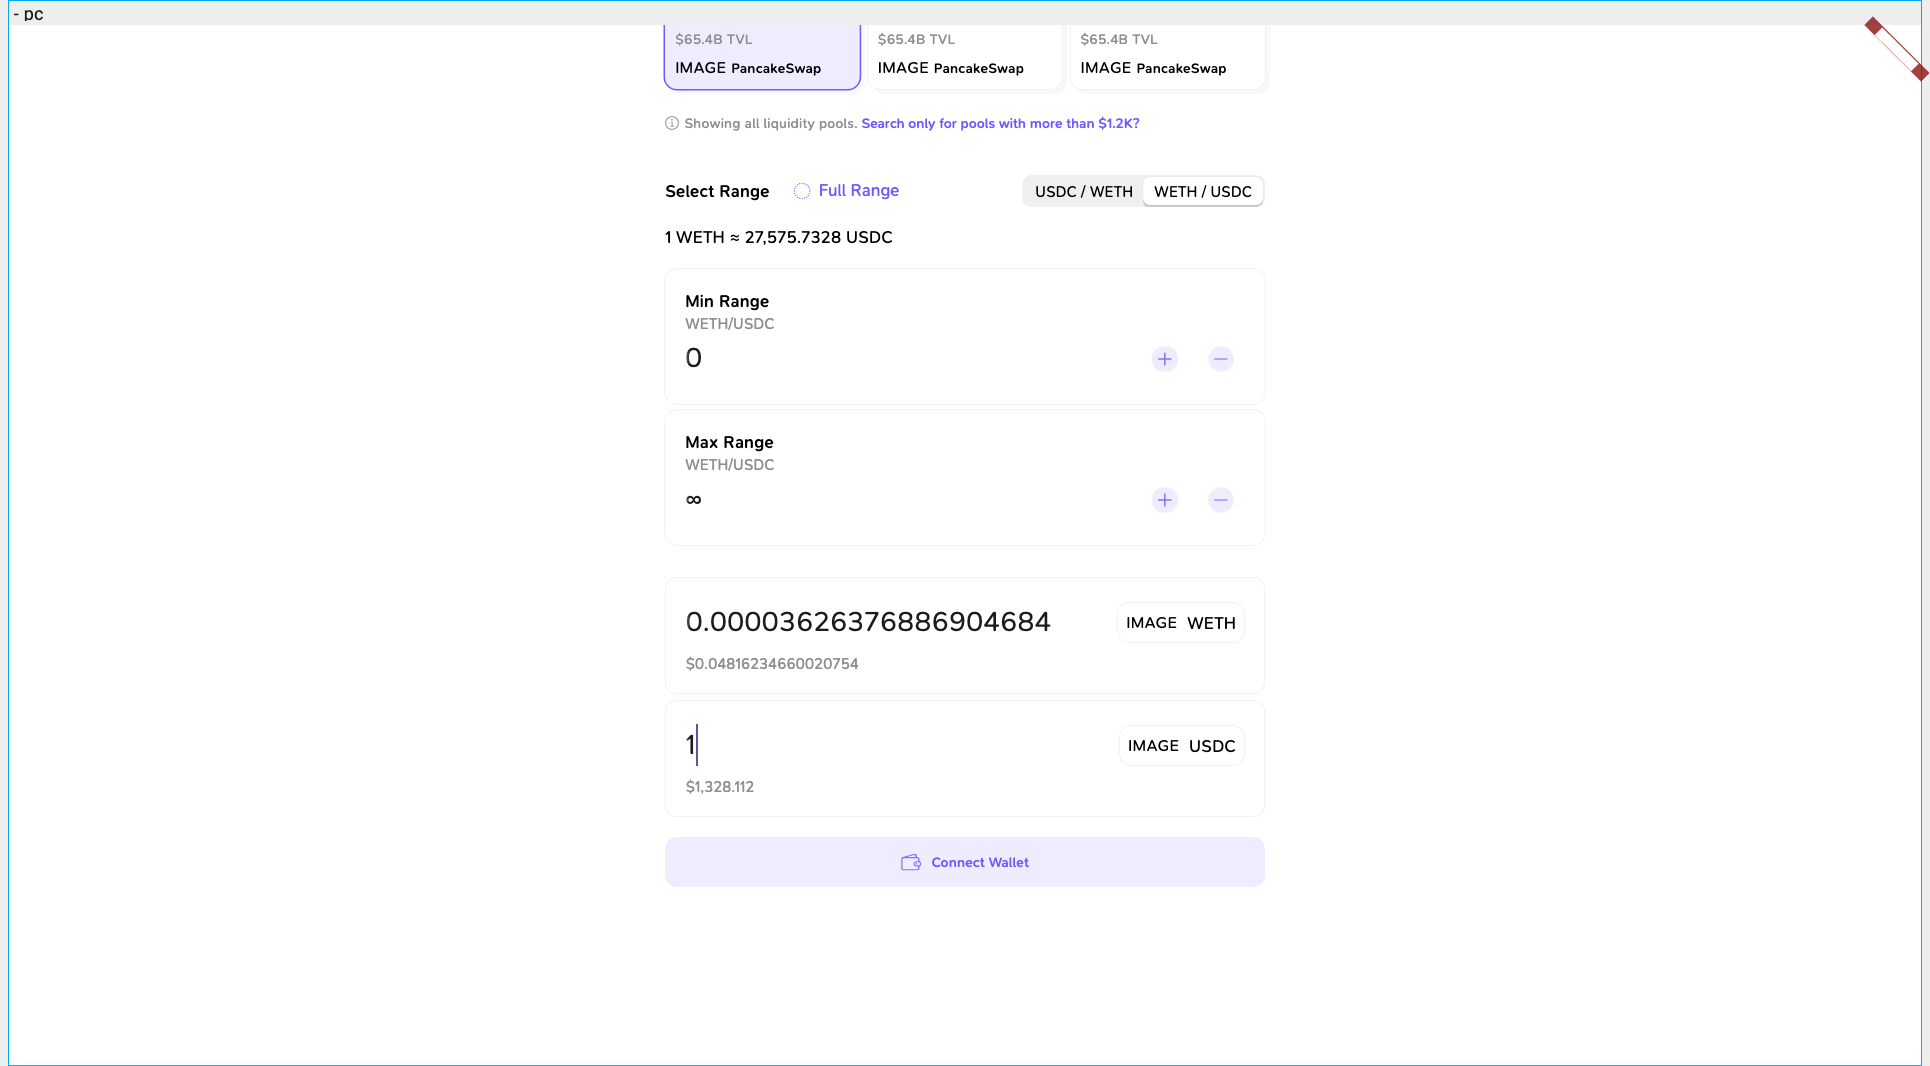 - pc
$65.4B TVL
IMAGE PancakeSwap
$65.4B TVL
IMAGE PancakeSwap
$65.4B TVL
IMAGE PancakeSwap
Showing all liquidity pools. Search only for pools with more than $1.2K?
Select Range
Full Range
USDC / WETH
WETH / USDC
1 WETH ≈ 27,575.7328 USDC
Min Range
WETH/USDC
0
Max Range
WETH/USDC
∞
0.00003626376886904684
IMAGE WETH
$0.04816234660020754
1
IMAGE USDC
$1,328.112
Connect Wallet